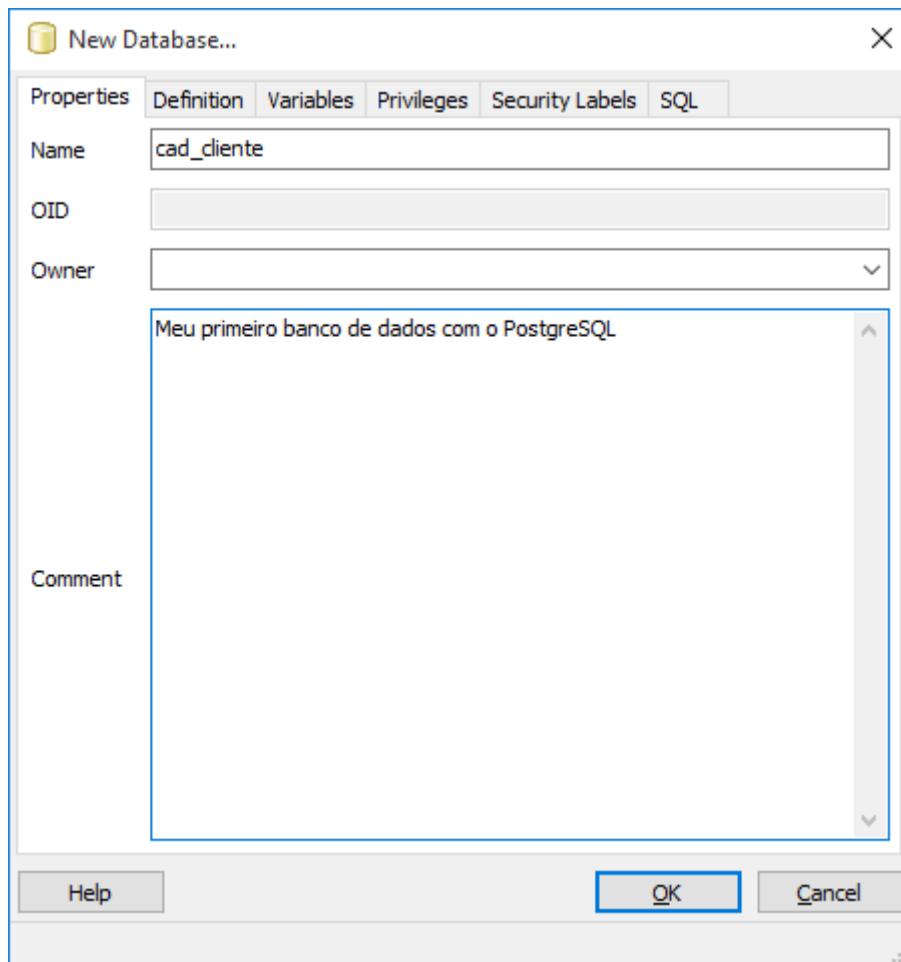 New Database...
Properties Definition Variables Privileges Security Labels SQL
Name cad_cliente
OID
Owner
Meu primeiro banco de dados com o PostgreSQL
Comment
Help OK Cancel